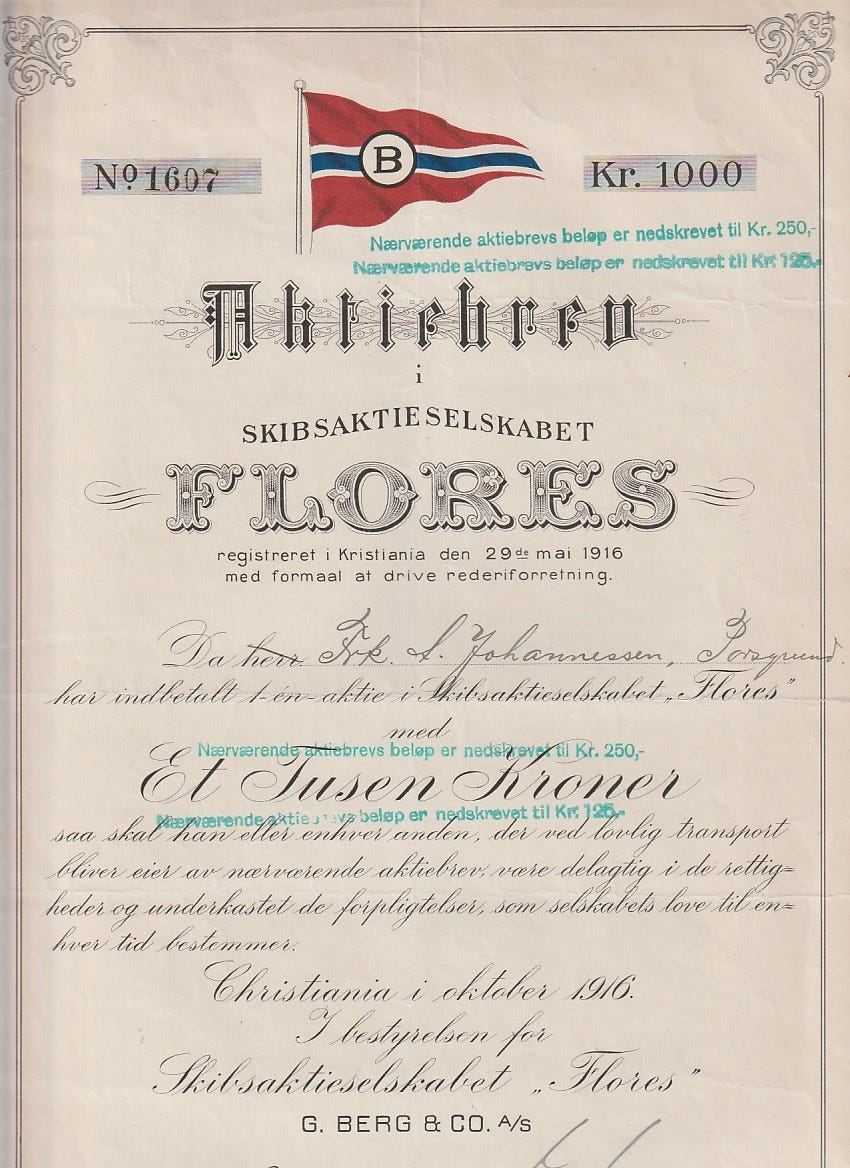 B
Nº 1607
Kr. 1000
Nærværende aktiebrevs beløp er nedskrevet til Kr. 250,-
Nærværende aktiebrevs beløp er nedskrevet til Kr. 125,-
Aktiebrev
i
SKIBSAKTIESELSKABET
FLORES
registreret i Kristiania den 29de mai 1916
med formaal at drive rederiforretning.
Da herr Frk. Johannessen, Porsgrund.
har indbetalt 1-én-aktie i Skibsaktieselskabet „Flores”
med
Nærværende aktiebrevs beløp er nedskrevet til Kr. 250,-
Et Tusen Kroner
Nærværende aktiebrevs beløp er nedskrevet til Kr. 125,-
saa skal han eller enhver anden, der ved lovlig transport
bliver eier av nærværende aktiebrev, være delagtig i de rettig=
heder og underkastet de forpligtelser, som selskabets love til en=
hver tid bestemmer.
Christiania i oktober 1916.
I bestyrelsen for
Skibsaktieselskabet „Flores”
G. BERG & CO. A/S